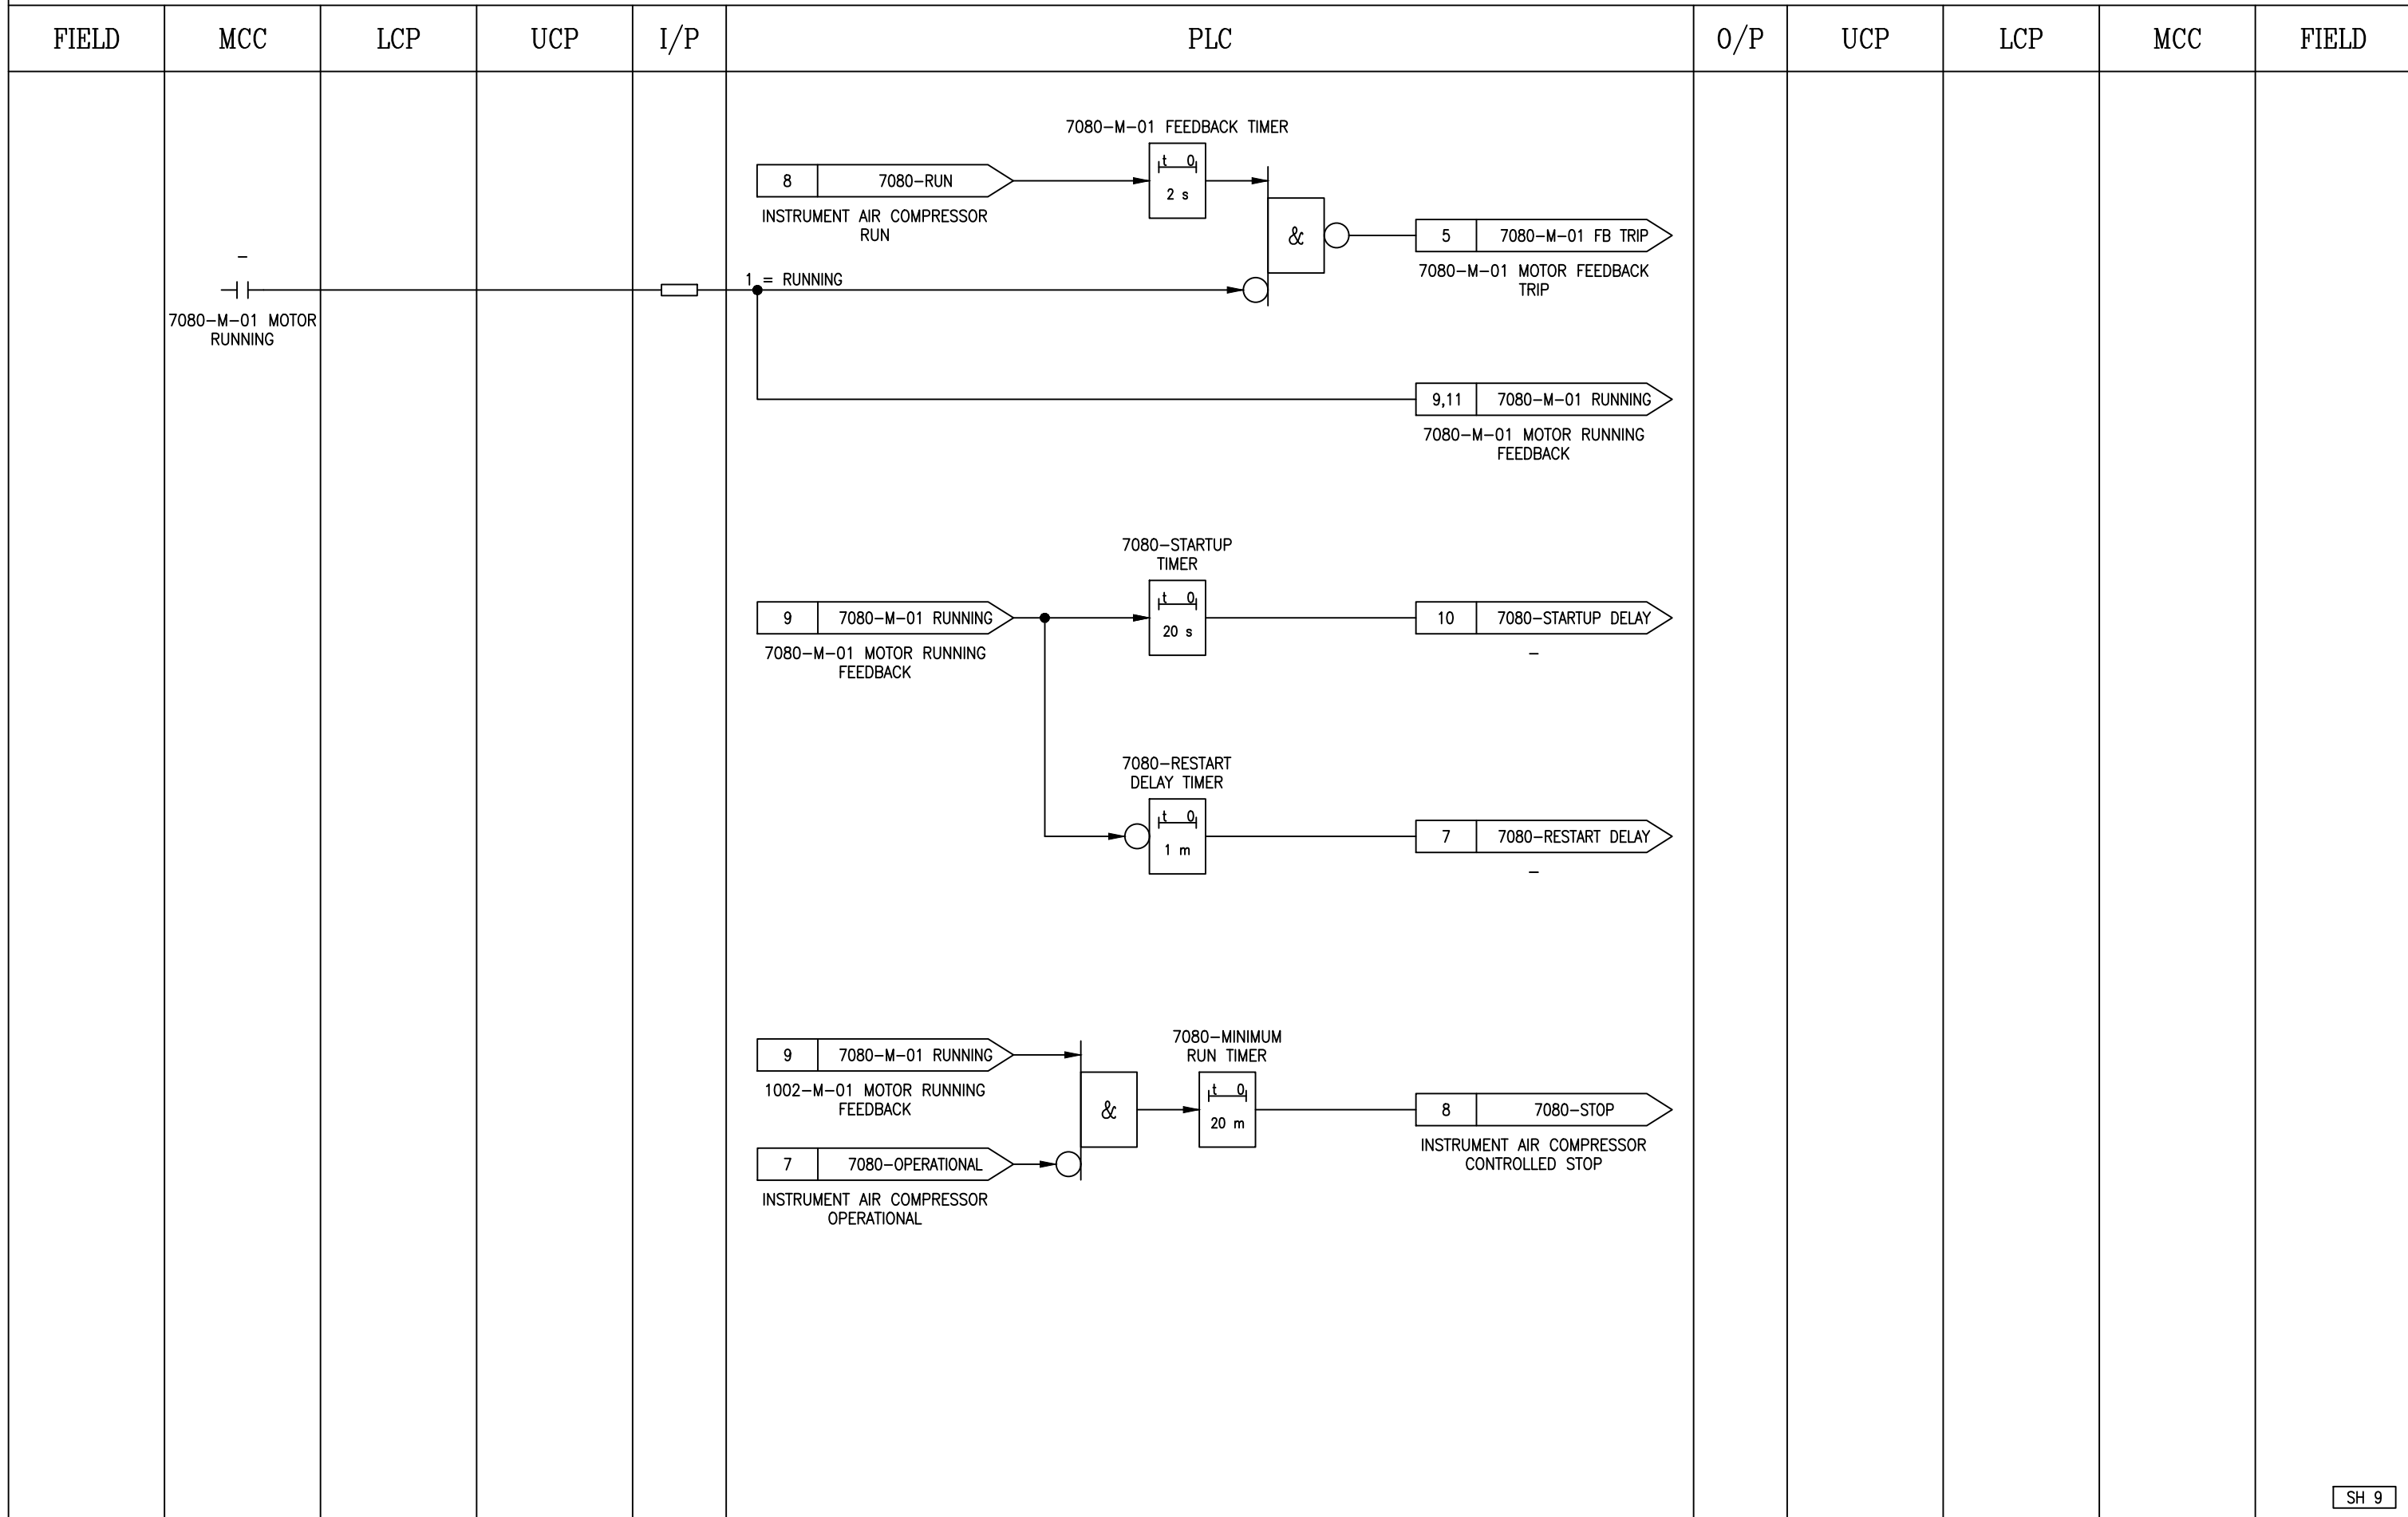 FIELD MCC LCP UCP I/P PLC O/P UCP LCP MCC FIELD
7080-M-01 FEEDBACK TIMER
t 0
8 7080-RUN
2 s
INSTRUMENT AIR COMPRESSOR
RUN
&
5 7080-M-01 FB TRIP
7080-M-01 MOTOR FEEDBACK
TRIP
-
1 = RUNNING
7080-M-01 MOTOR
RUNNING
9,11 7080-M-01 RUNNING
7080-M-01 MOTOR RUNNING
FEEDBACK
7080-STARTUP
TIMER
t 0
9 7080-M-01 RUNNING
20 s
10 7080-STARTUP DELAY
7080-M-01 MOTOR RUNNING
FEEDBACK
-
7080-RESTART
DELAY TIMER
t 0
1 m
7 7080-RESTART DELAY
-
7080-MINIMUM
RUN TIMER
9 7080-M-01 RUNNING
1002-M-01 MOTOR RUNNING
FEEDBACK
&
t 0
20 m
8 7080-STOP
INSTRUMENT AIR COMPRESSOR
CONTROLLED STOP
7 7080-OPERATIONAL
INSTRUMENT AIR COMPRESSOR
OPERATIONAL
SH 9